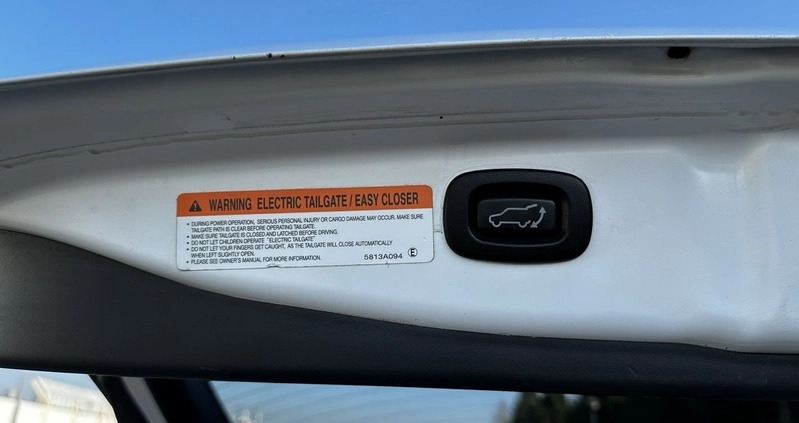 WARNING ELECTRIC TAILGATE / EASY CLOSER
• DURING POWER OPERATION, SERIOUS PERSONAL INJURY OR CARGO DAMAGE MAY OCCUR. MAKE SURE
TAILGATE PATH IS CLEAR BEFORE OPERATING TAILGATE.
• MAKE SURE TAILGATE IS CLOSED AND LATCHED BEFORE DRIVING.
• DO NOT LET CHILDREN OPERATE "ELECTRIC TAILGATE"
• DO NOT LET YOUR FINGERS GET CAUGHT, AS THE TAILGATE WILL CLOSE AUTOMATICALLY
WHEN LEFT SLIGHTLY OPEN.
• PLEASE SEE OWNER'S MANUAL FOR MORE INFORMATION.
5813A094 E